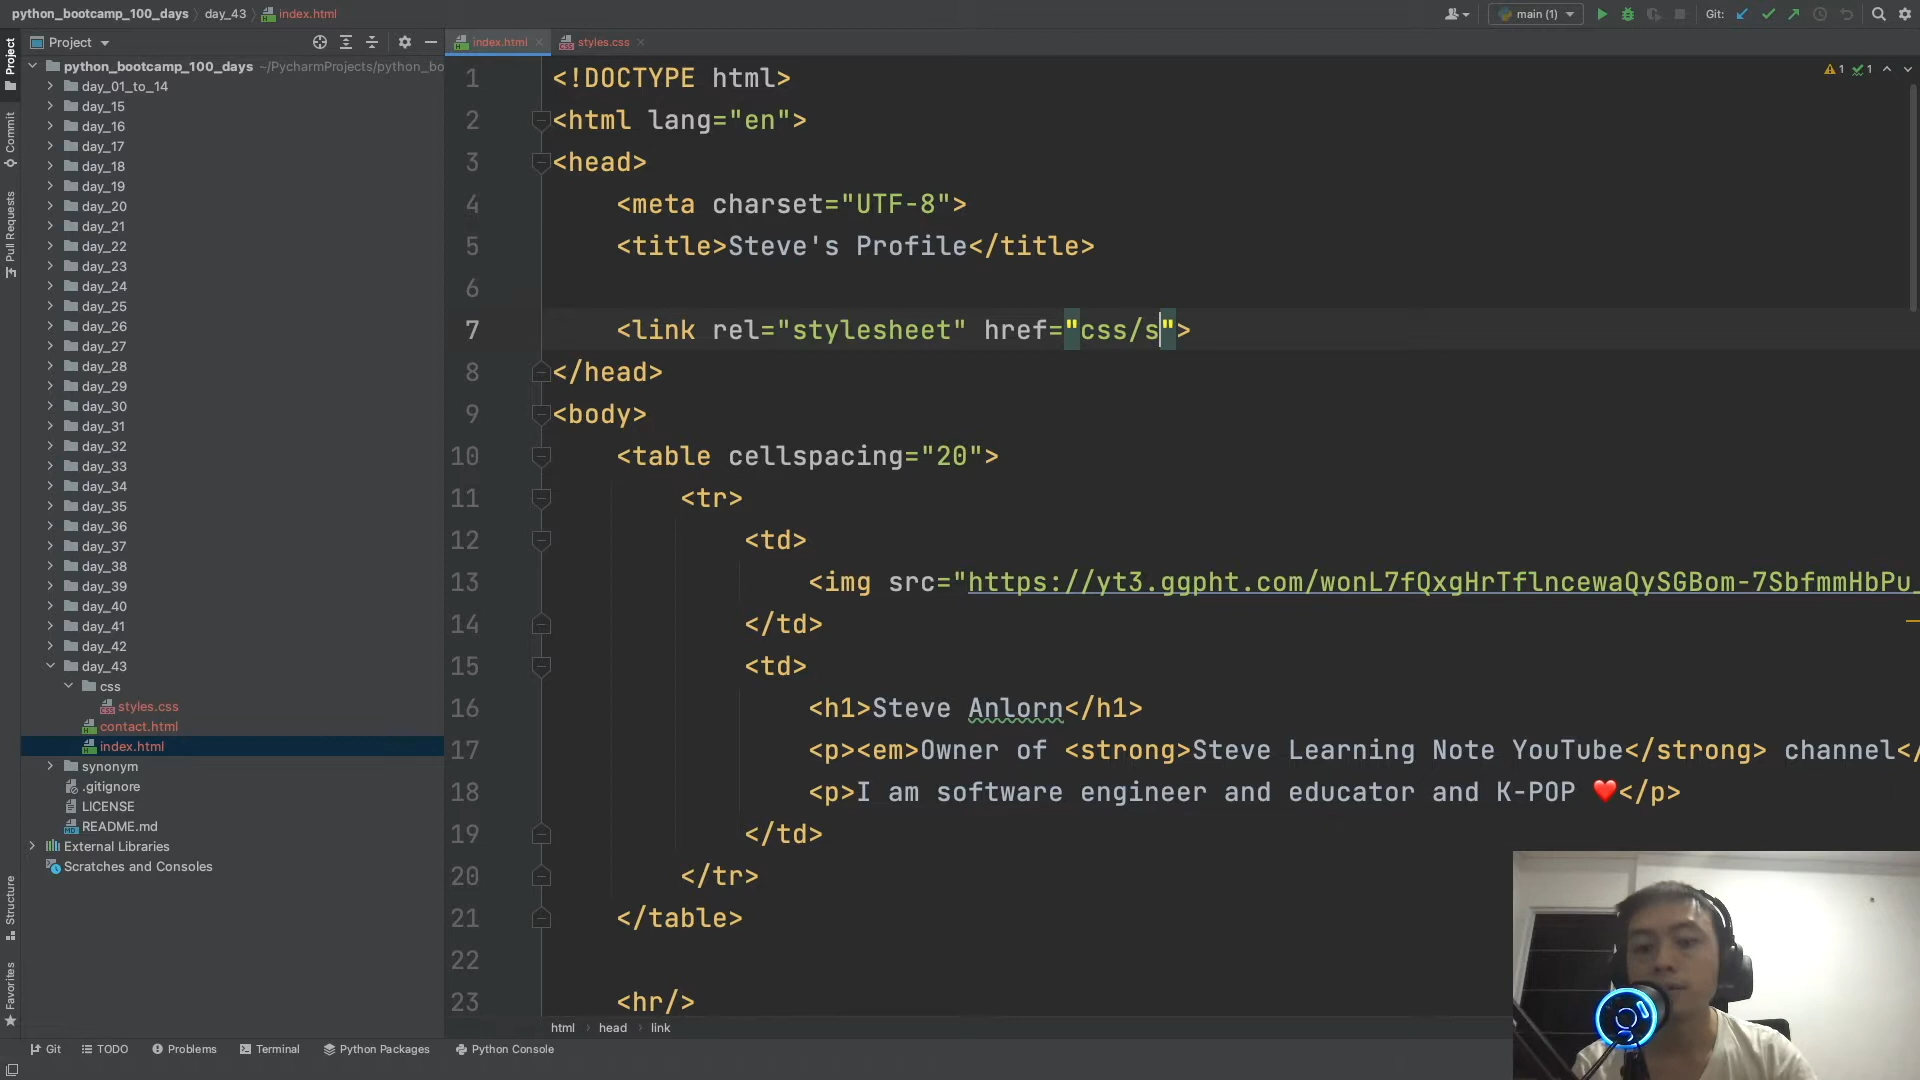 python_bootcamp_100_days › day_43 › index.html
main (1)
Git:
Project
index.html
styles.css
python_bootcamp_100_days ~/PycharmProjects/python_bo
day_01_to_14
day_15
day_16
day_17
day_18
day_19
day_20
day_21
day_22
day_23
day_24
day_25
day_26
day_27
day_28
day_29
day_30
day_31
day_32
day_33
day_34
day_35
day_36
day_37
day_38
day_39
day_40
day_41
day_42
day_43
css
styles.css
contact.html
index.html
synonym
.gitignore
LICENSE
README.md
External Libraries
Scratches and Consoles
Project
Commit
Pull Requests
Structure
Favorites
1 <!DOCTYPE html>
2 <html lang="en">
3 <head>
4 <meta charset="UTF-8">
5 <title>Steve's Profile</title>
6
7 <link rel="stylesheet" href="css/s">
8 </head>
9 <body>
10 <table cellspacing="20">
11 <tr>
12 <td>
13 <img src="https://yt3.ggpht.com/wonL7fQxgHrTflncewaQySGBom-7SbfmmHbPu_
14 </td>
15 <td>
16 <h1>Steve Anlorn</h1>
17 <p><em>Owner of <strong>Steve Learning Note YouTube</strong> channel</
18 <p>I am software engineer and educator and K-POP ❤️</p>
19 </td>
20 </tr>
21 </table>
22
23 <hr/>
1 1
html › head › link
Git
TODO
Problems
Terminal
Python Packages
Python Console